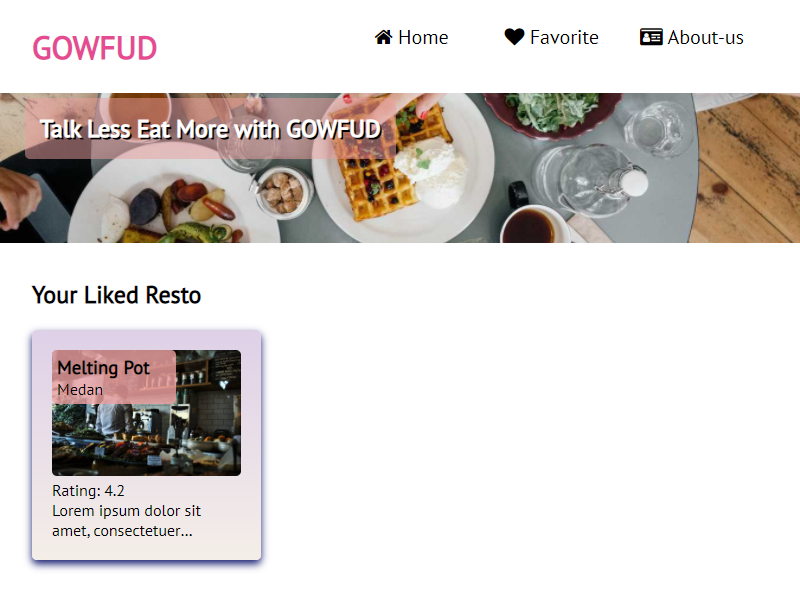 GOWFUD
Home
Favorite
About-us
Talk Less Eat More with GOWFUD
Your Liked Resto
Melting Pot
Medan
Rating: 4.2
Lorem ipsum dolor sit
amet, consectetuer...